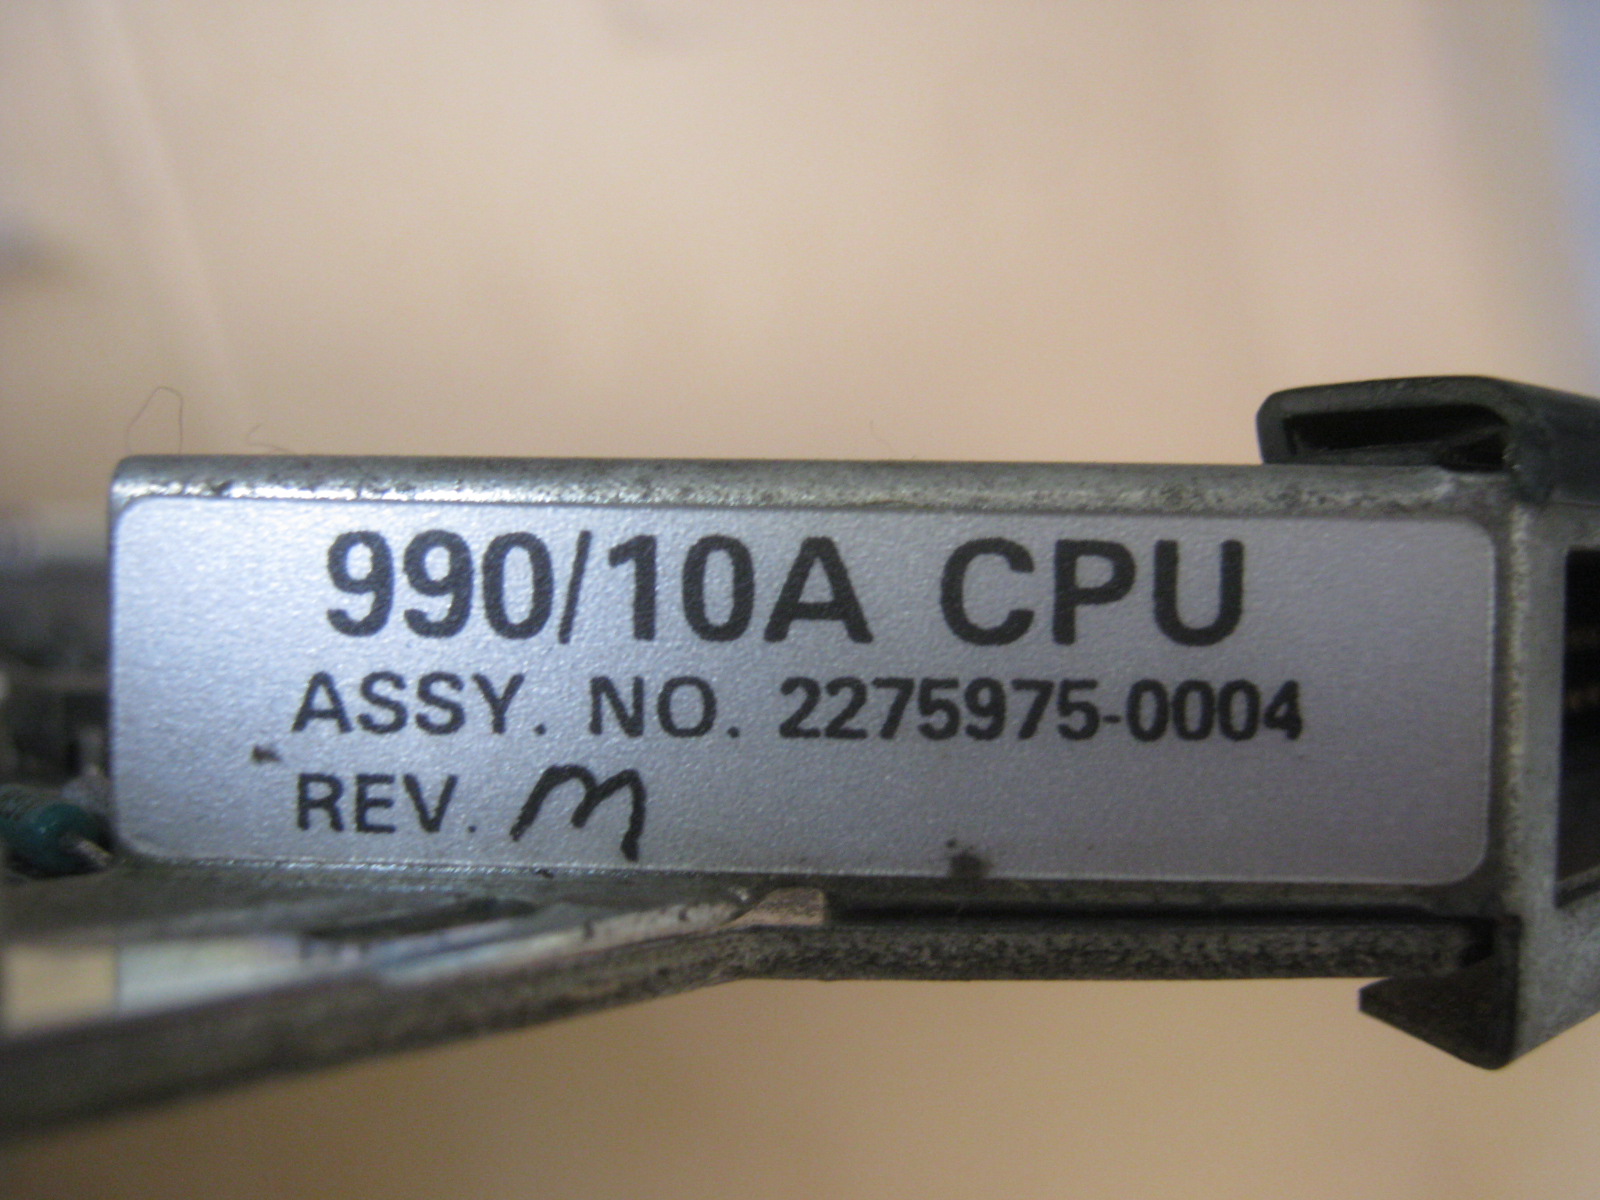 990/10A CPU
ASSY. NO. 2275975-0004
REV. M